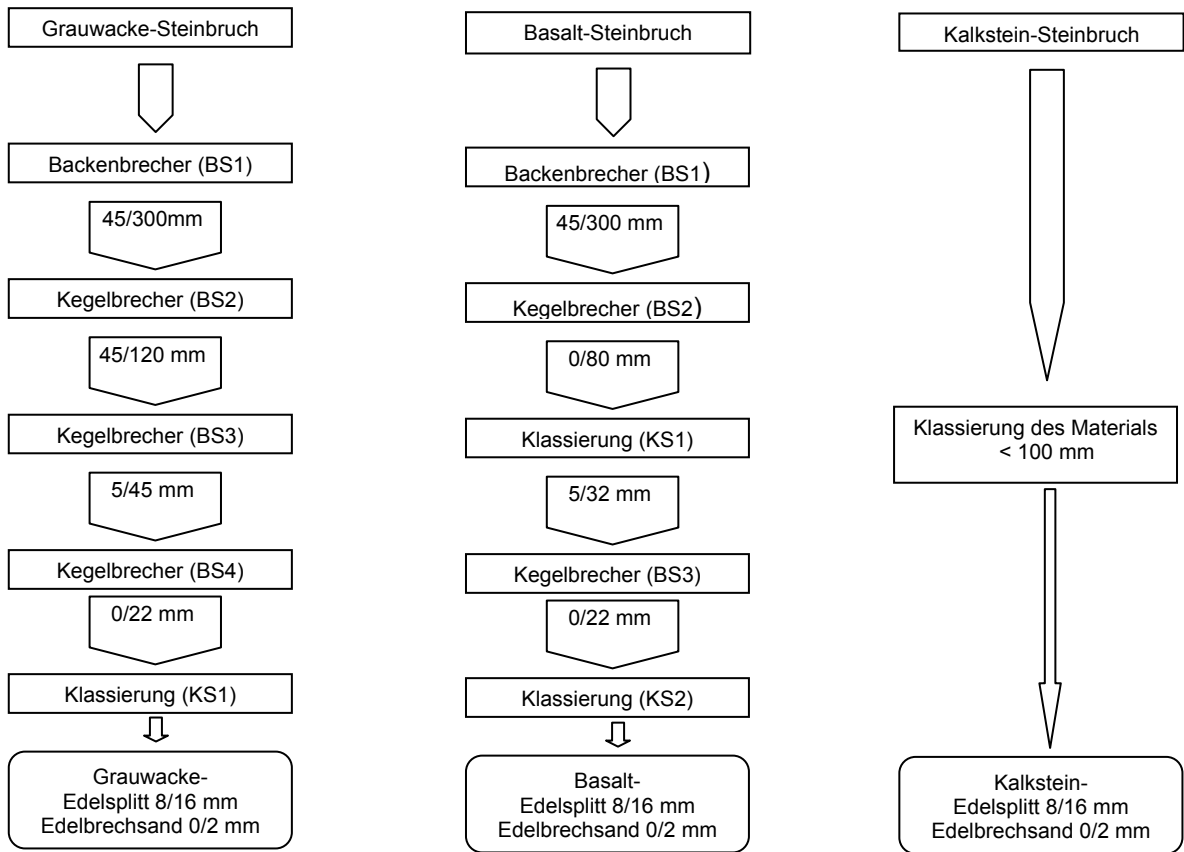 Grauwacke-Steinbruch
Backenbrecher (BS1)
45/300mm
Kegelbrecher (BS2)
45/120 mm
Kegelbrecher (BS3)
5/45 mm
Kegelbrecher (BS4)
0/22 mm
Klassierung (KS1)
Grauwacke-
Edelsplitt 8/16 mm
Edelbrechsand 0/2 mm
Basalt-Steinbruch
Backenbrecher (BS1)
45/300 mm
Kegelbrecher (BS2)
0/80 mm
Klassierung (KS1)
5/32 mm
Kegelbrecher (BS3)
0/22 mm
Klassierung (KS2)
Basalt-
Edelsplitt 8/16 mm
Edelbrechsand 0/2 mm
Kalkstein-Steinbruch
Klassierung des Materials
< 100 mm
Kalkstein-
Edelsplitt 8/16 mm
Edelbrechsand 0/2 mm